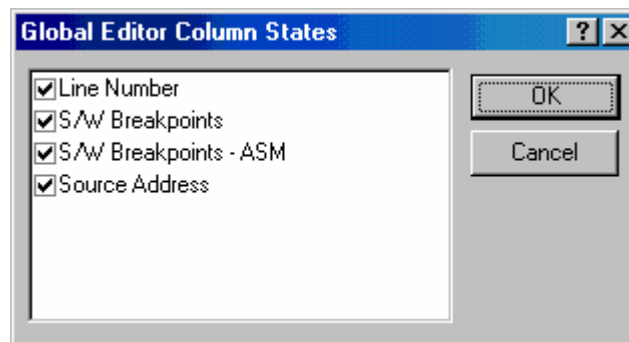 Global Editor Column States
Line Number
S/W Breakpoints
S/W Breakpoints - ASM
Source Address
OK
Cancel